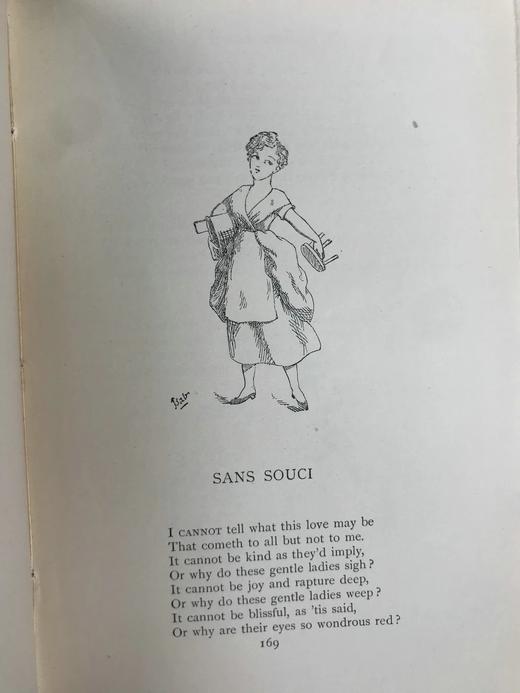 Bab
SANS SOUCI
I CANNOT tell what this love may be
That cometh to all but not to me.
It cannot be kind as they'd imply,
Or why do these gentle ladies sigh?
It cannot be joy and rapture deep,
Or why do these gentle ladies weep?
It cannot be blissful, as 'tis said,
Or why are their eyes so wondrous red?
169